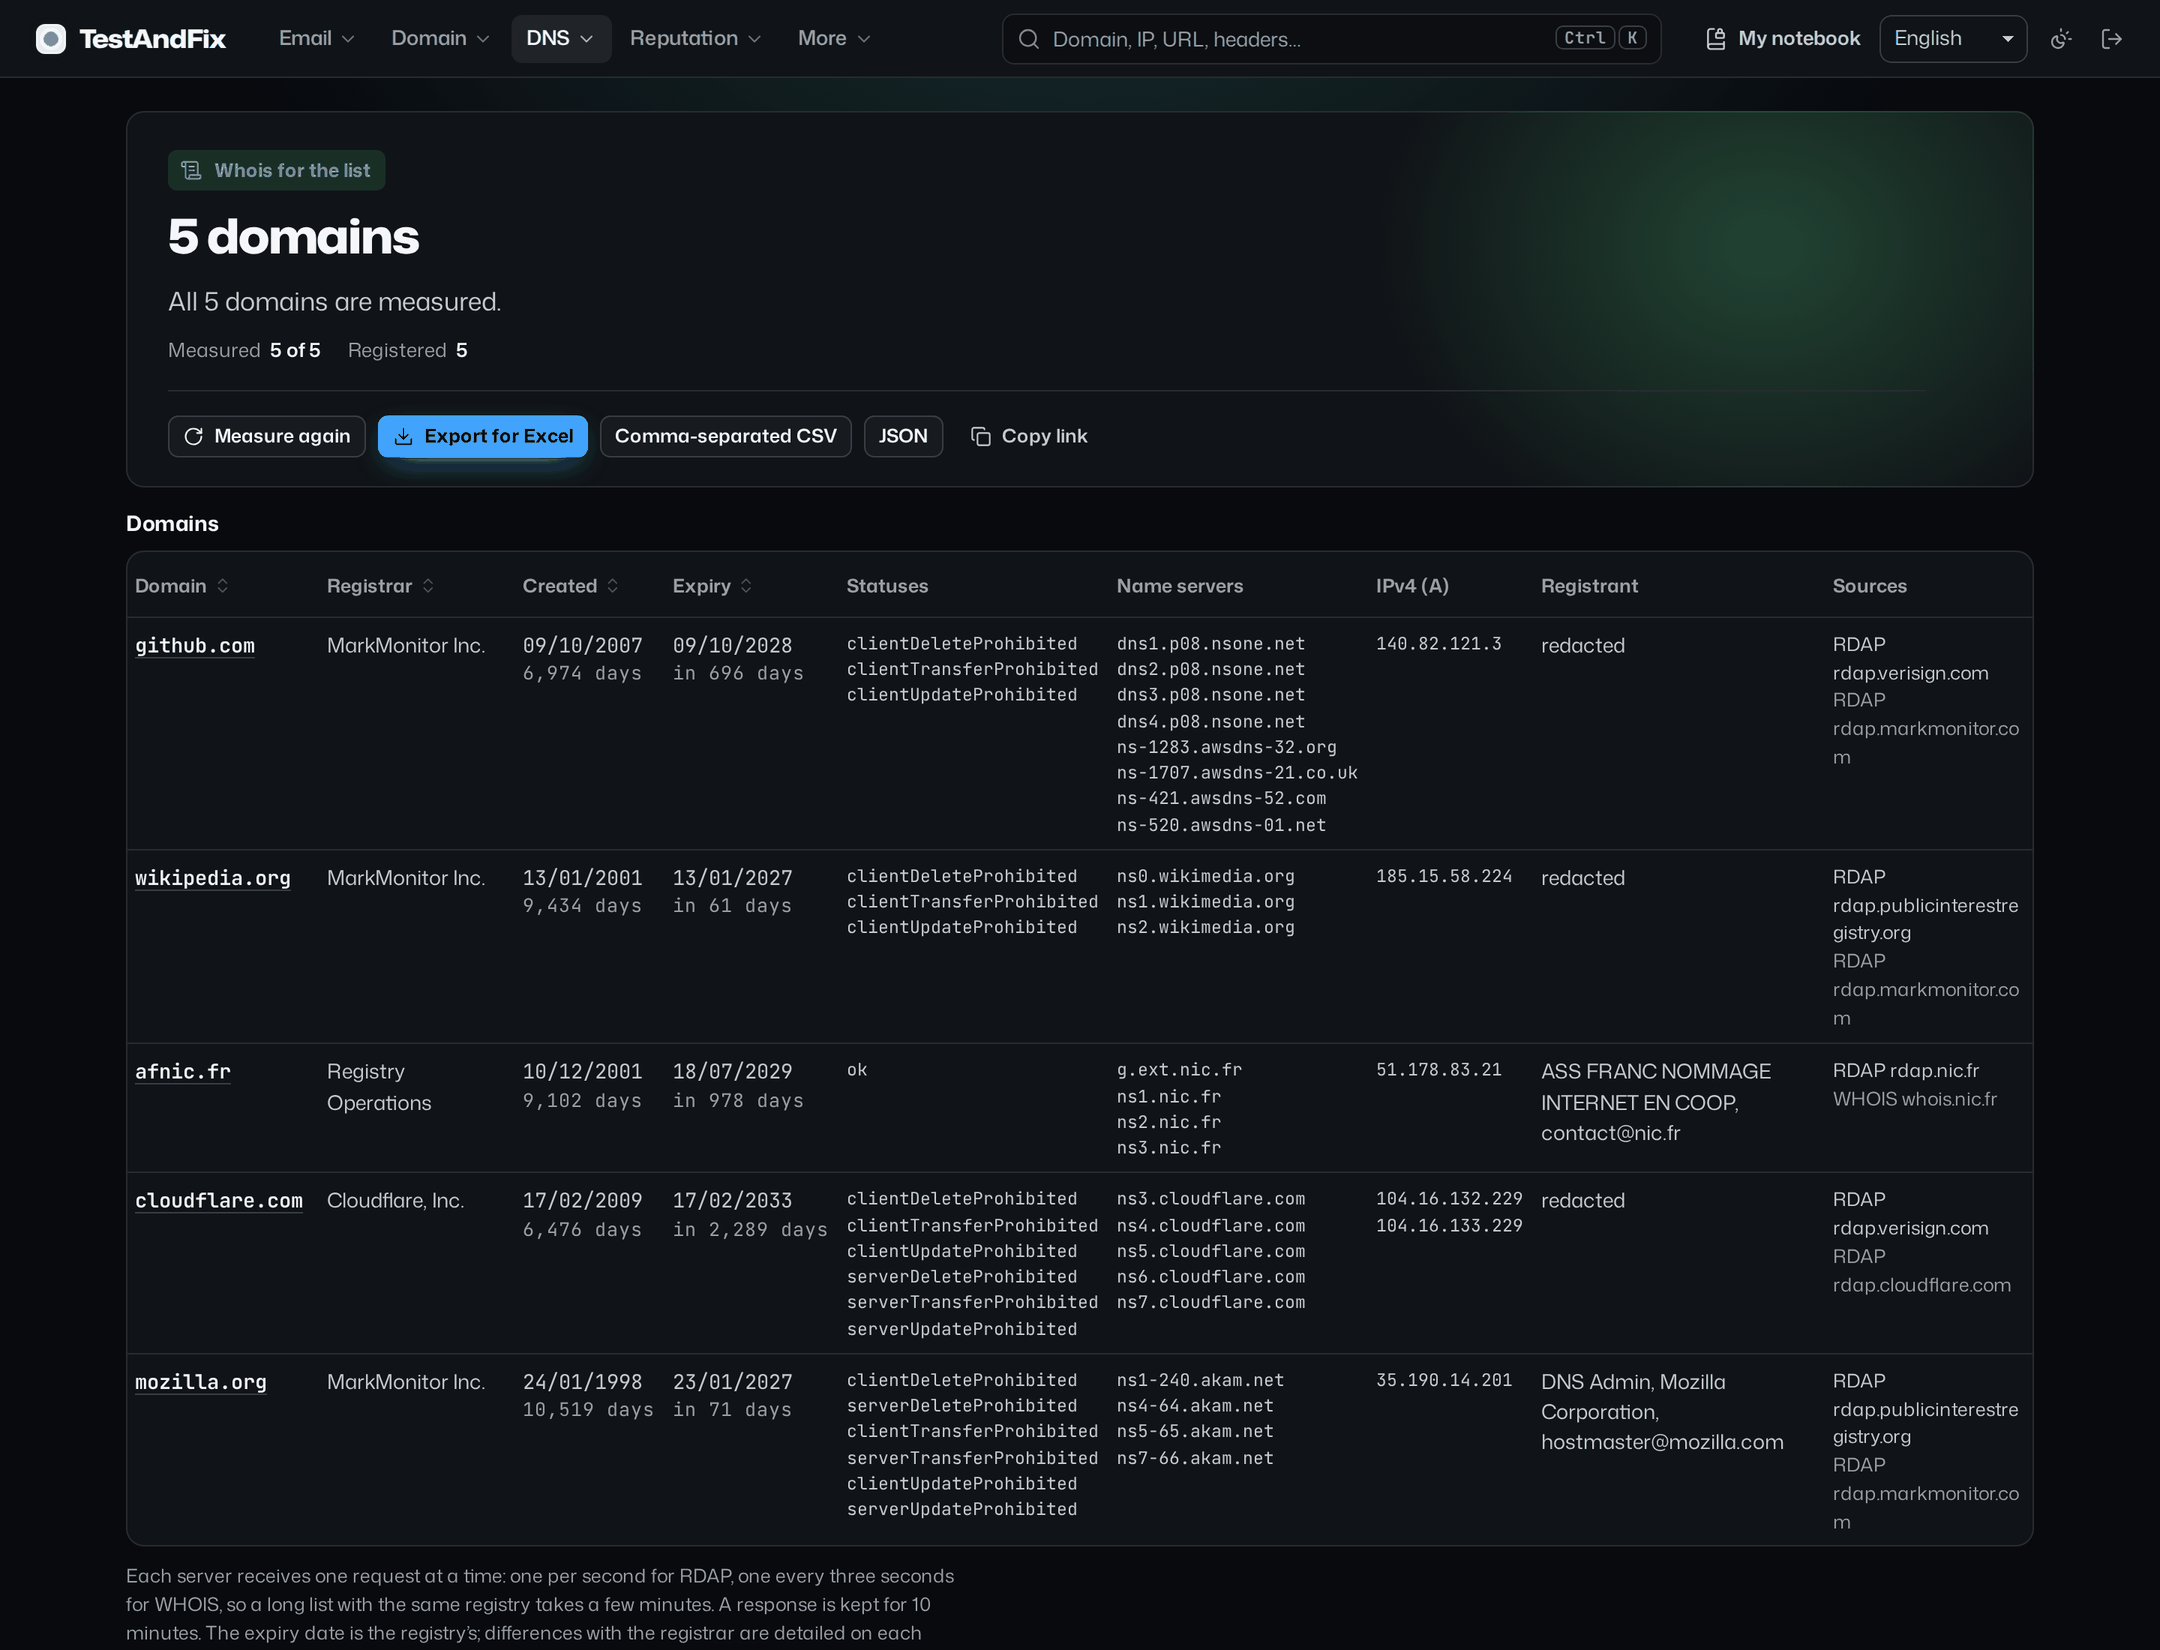 TestAndFix
Email
Domain
DNS
Reputation
More
Domain, IP, URL, headers...
Ctrl K
My notebook
English
Whois for the list
5 domains
All 5 domains are measured.
Measured 5 of 5 Registered 5
Measure again
Export for Excel
Comma-separated CSV
JSON
Copy link
Domains
Domain Registrar Created Expiry Statuses Name servers IPv4 (A) Registrant Sources
github.com
MarkMonitor Inc.
09/10/2007
6,974 days
09/10/2028
in 696 days
clientDeleteProhibited
clientTransferProhibited
clientUpdateProhibited
dns1.p08.nsone.net
dns2.p08.nsone.net
dns3.p08.nsone.net
dns4.p08.nsone.net
ns-1283.awsdns-32.org
ns-1707.awsdns-21.co.uk
ns-421.awsdns-52.com
ns-520.awsdns-01.net
140.82.121.3
redacted
RDAP
rdap.verisign.com
RDAP
rdap.markmonitor.co
m
wikipedia.org
MarkMonitor Inc.
13/01/2001
9,434 days
13/01/2027
in 61 days
clientDeleteProhibited
clientTransferProhibited
clientUpdateProhibited
ns0.wikimedia.org
ns1.wikimedia.org
ns2.wikimedia.org
185.15.58.224
redacted
RDAP
rdap.publicinterestre
gistry.org
RDAP
rdap.markmonitor.co
m
afnic.fr
Registry
Operations
10/12/2001
9,102 days
18/07/2029
in 978 days
ok
g.ext.nic.fr
ns1.nic.fr
ns2.nic.fr
ns3.nic.fr
51.178.83.21
ASS FRANC NOMMAGE
INTERNET EN COOP,
contact@nic.fr
RDAP rdap.nic.fr
WHOIS whois.nic.fr
cloudflare.com
Cloudflare, Inc.
17/02/2009
6,476 days
17/02/2033
in 2,289 days
clientDeleteProhibited
clientTransferProhibited
clientUpdateProhibited
serverDeleteProhibited
serverTransferProhibited
serverUpdateProhibited
ns3.cloudflare.com
ns4.cloudflare.com
ns5.cloudflare.com
ns6.cloudflare.com
ns7.cloudflare.com
104.16.132.229
104.16.133.229
redacted
RDAP
rdap.verisign.com
RDAP
rdap.cloudflare.com
mozilla.org
MarkMonitor Inc.
24/01/1998
10,519 days
23/01/2027
in 71 days
clientDeleteProhibited
serverDeleteProhibited
clientTransferProhibited
serverTransferProhibited
clientUpdateProhibited
serverUpdateProhibited
ns1-240.akam.net
ns4-64.akam.net
ns5-65.akam.net
ns7-66.akam.net
35.190.14.201
DNS Admin, Mozilla
Corporation,
hostmaster@mozilla.com
RDAP
rdap.publicinterestre
gistry.org
RDAP
rdap.markmonitor.co
m
Each server receives one request at a time: one per second for RDAP, one every three seconds
for WHOIS, so a long list with the same registry takes a few minutes. A response is kept for 10
minutes. The expiry date is the registry's; differences with the registrar are detailed on each